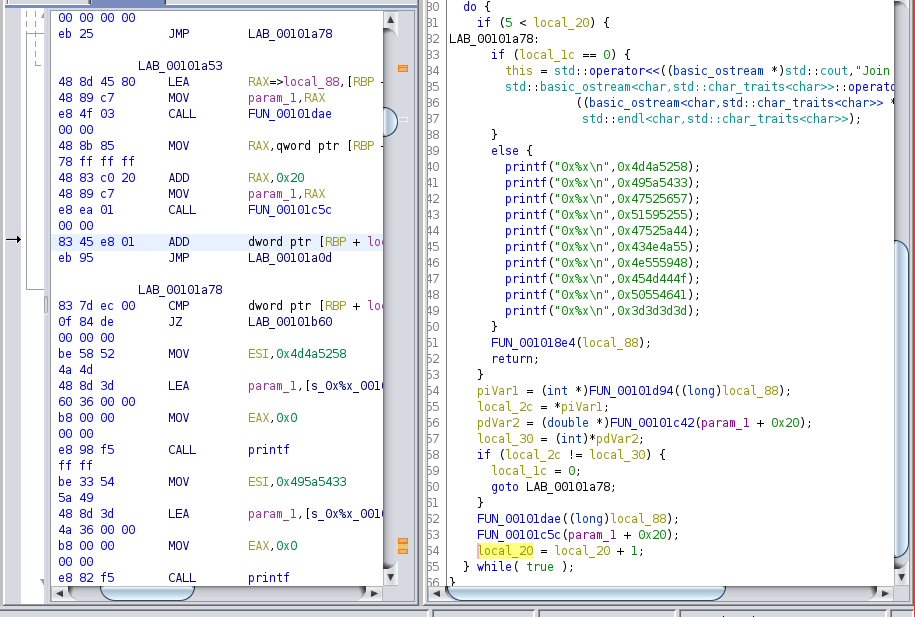 00 00 00 00
eb 25 JMP LAB_00101a78
LAB_00101a53
48 8d 45 80 LEA RAX=>local_88,[RBP -
48 89 c7 MOV param_1,RAX
e8 4f 03 CALL FUN_00101dae
00 00
48 8b 85 MOV RAX,qword ptr [RBP -
78 ff ff ff
48 83 c0 20 ADD RAX,0x20
48 89 c7 MOV param_1,RAX
e8 ea 01 CALL FUN_00101c5c
00 00
83 45 e8 01 ADD dword ptr [RBP + loc
eb 95 JMP LAB_00101a0d
LAB_00101a78
83 7d ec 00 CMP dword ptr [RBP + loc
0f 84 de JZ LAB_00101b60
00 00 00
be 58 52 MOV ESI,0x4d4a5258
4a 4d
48 8d 3d LEA param_1,[s_0x%x_001
60 36 00 00
b8 00 00 MOV EAX,0x0
00 00
e8 98 f5 CALL printf
ff ff
be 33 54 MOV ESI,0x495a5433
5a 49
48 8d 3d LEA param_1,[s_0x%x_001
4a 36 00 00
b8 00 00 MOV EAX,0x0
00 00
e8 82 f5 CALL printf
30 do {
31 if (5 < local_20) {
32 LAB_00101a78:
33 if (local_1c == 0) {
34 this = std::operator<<((basic_ostream *)std::cout,"Join
35 std::basic_ostream<char,std::char_traits<char>>::operato
36 ((basic_ostream<char,std::char_traits<char>> *
37 std::endl<char,std::char_traits<char>>);
38 }
39 else {
40 printf("0x%x\n",0x4d4a5258);
41 printf("0x%x\n",0x495a5433);
42 printf("0x%x\n",0x47525657);
43 printf("0x%x\n",0x51595255);
44 printf("0x%x\n",0x47525a44);
45 printf("0x%x\n",0x434e4a55);
46 printf("0x%x\n",0x4e555948);
47 printf("0x%x\n",0x454d444f);
48 printf("0x%x\n",0x50554641);
49 printf("0x%x\n",0x3d3d3d3d);
50 }
51 FUN_001018e4(local_88);
52 return;
53 }
54 piVar1 = (int *)FUN_00101d94((long)local_88);
55 local_2c = *piVar1;
56 pdVar2 = (double *)FUN_00101c42(param_1 + 0x20);
57 local_30 = (int)*pdVar2;
58 if (local_2c != local_30) {
59 local_1c = 0;
60 goto LAB_00101a78;
61 }
62 FUN_00101dae((long)local_88);
63 FUN_00101c5c(param_1 + 0x20);
64 local_20 = local_20 + 1;
65 } while( true );
66 }